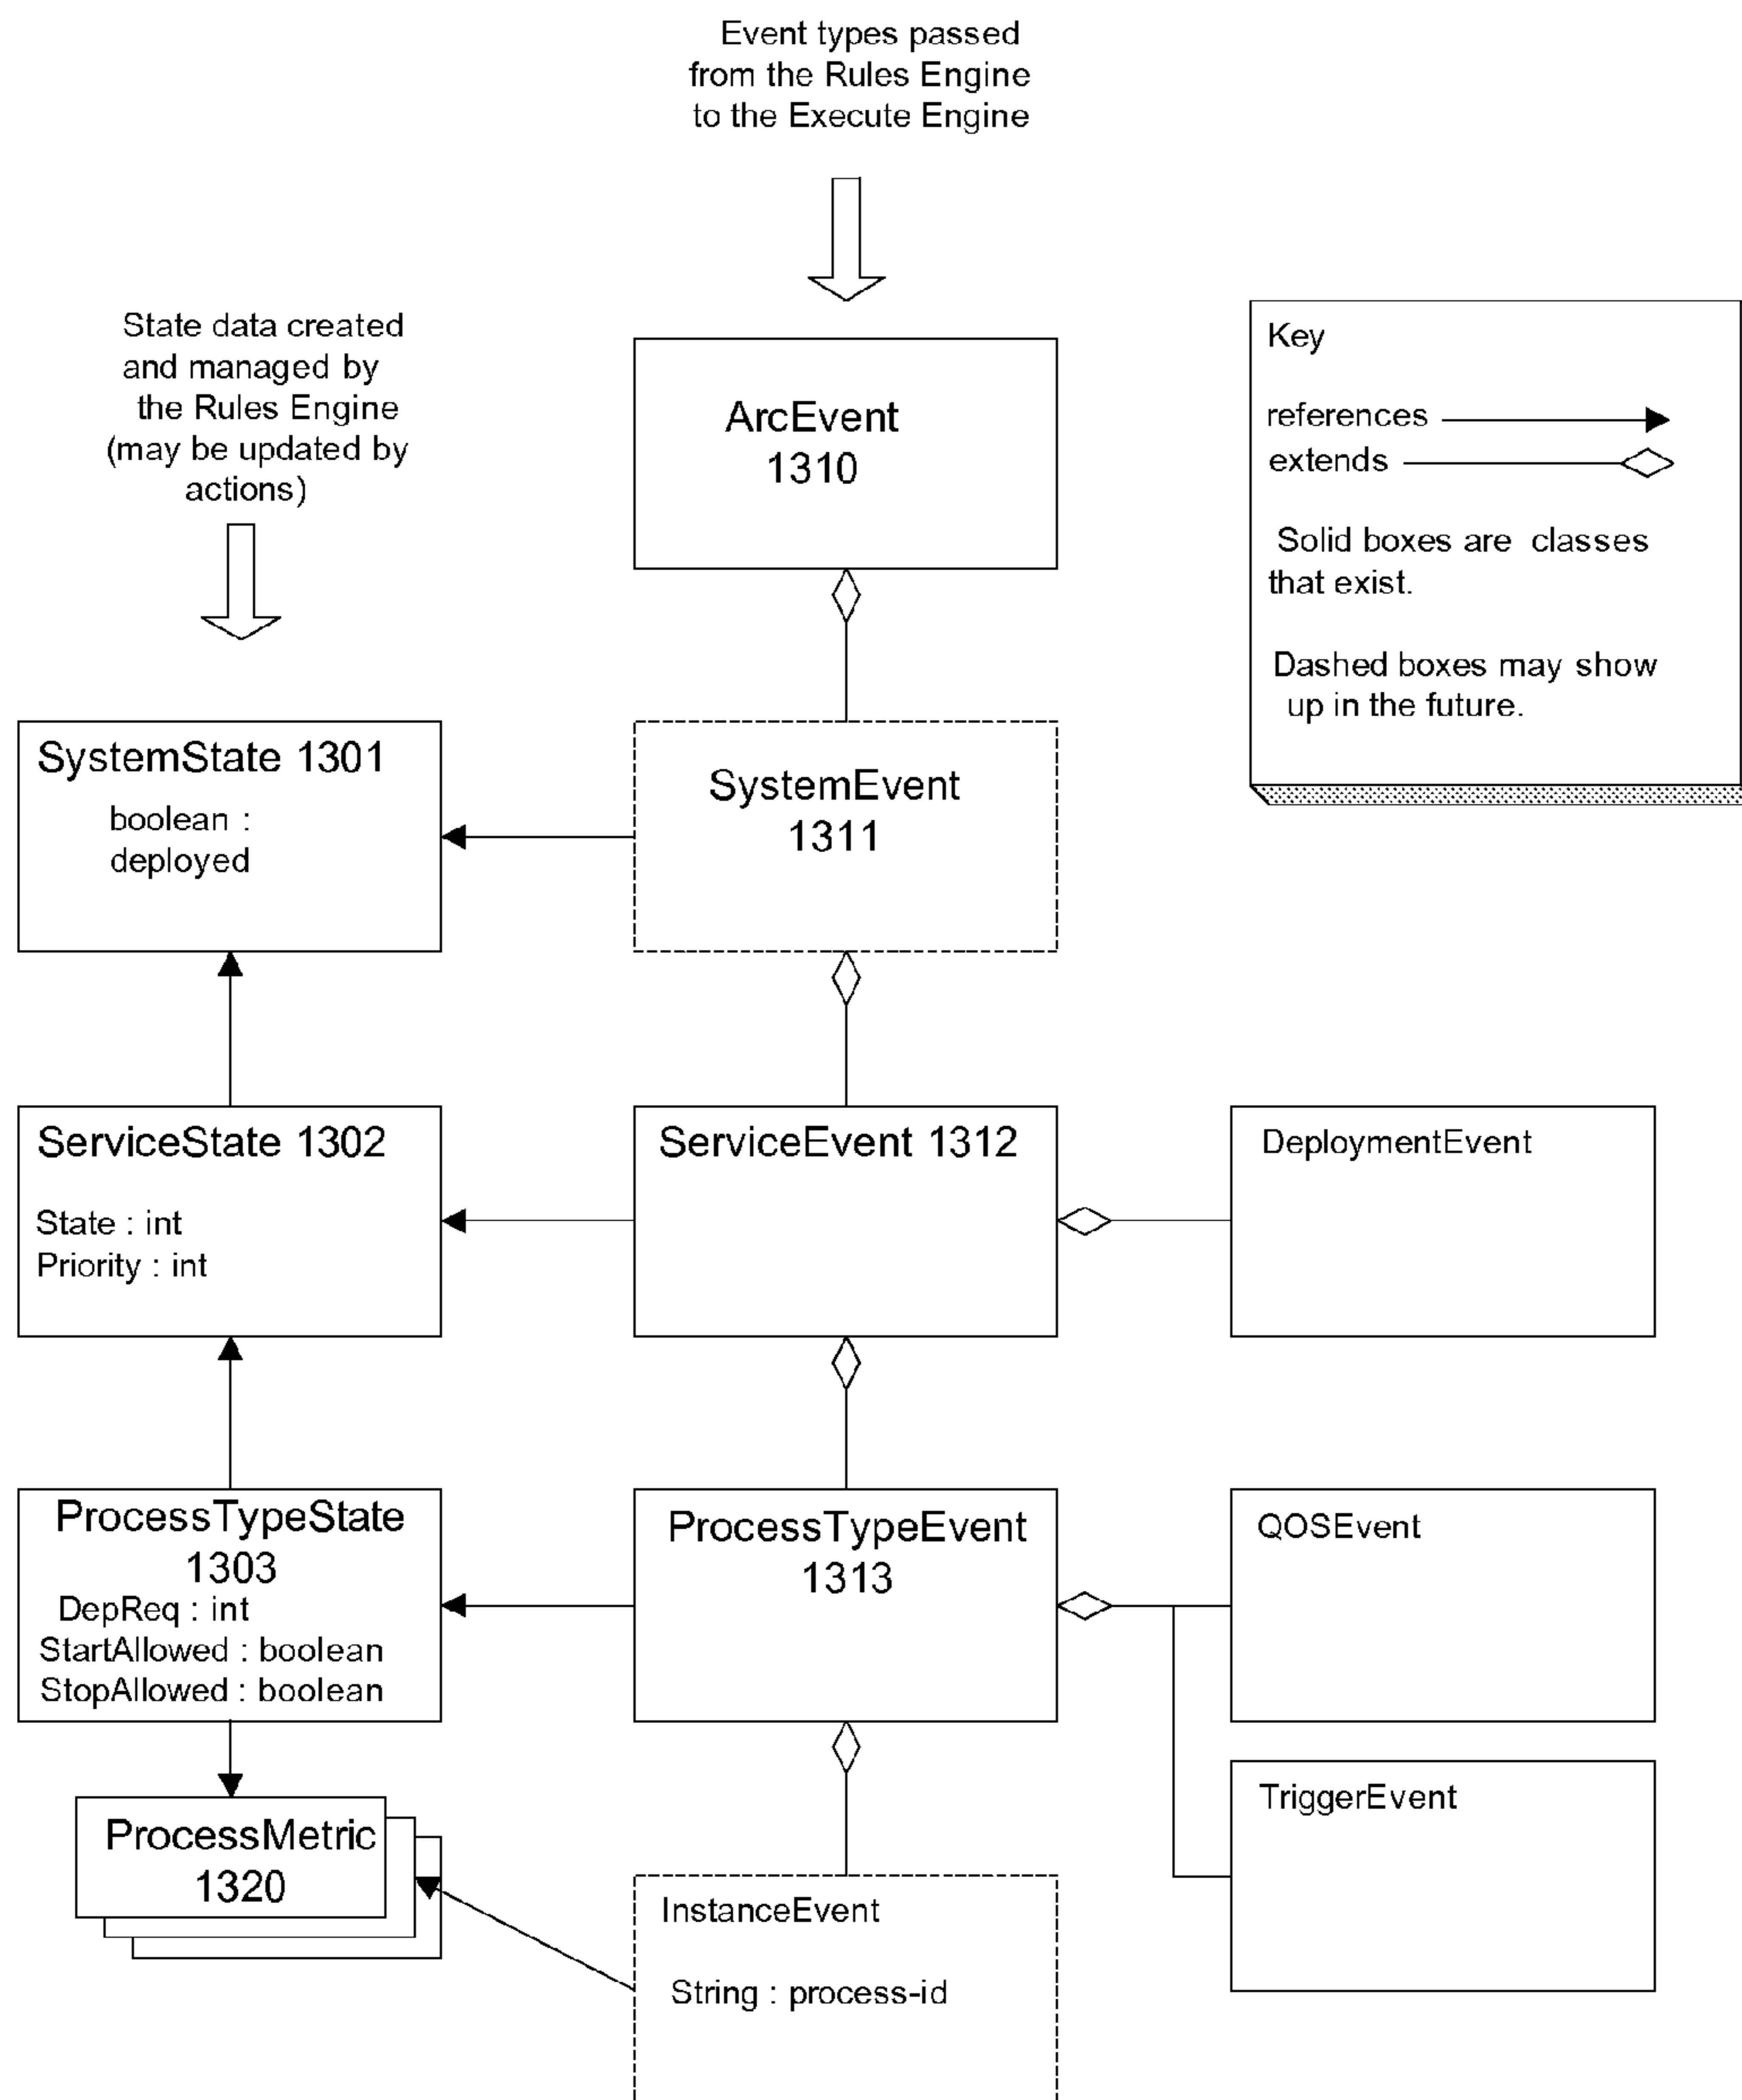 Event types passed
from the Rules Engine
to the Execute Engine
State data created
and managed by
the Rules Engine
(may be updated by
actions)
ArcEvent
1310
Key
references
extends
Solid boxes are classes
that exist.
Dashed boxes may show
up in the future.
SystemState 1301
boolean :
deployed
SystemEvent
1311
ServiceState 1302
State : int
Priority : int
ServiceEvent 1312
DeploymentEvent
ProcessTypeState
1303
DepReq : int
StartAllowed : boolean
StopAllowed : boolean
ProcessTypeEvent
1313
QOSEvent
TriggerEvent
ProcessMetric
1320
InstanceEvent
String : process-id